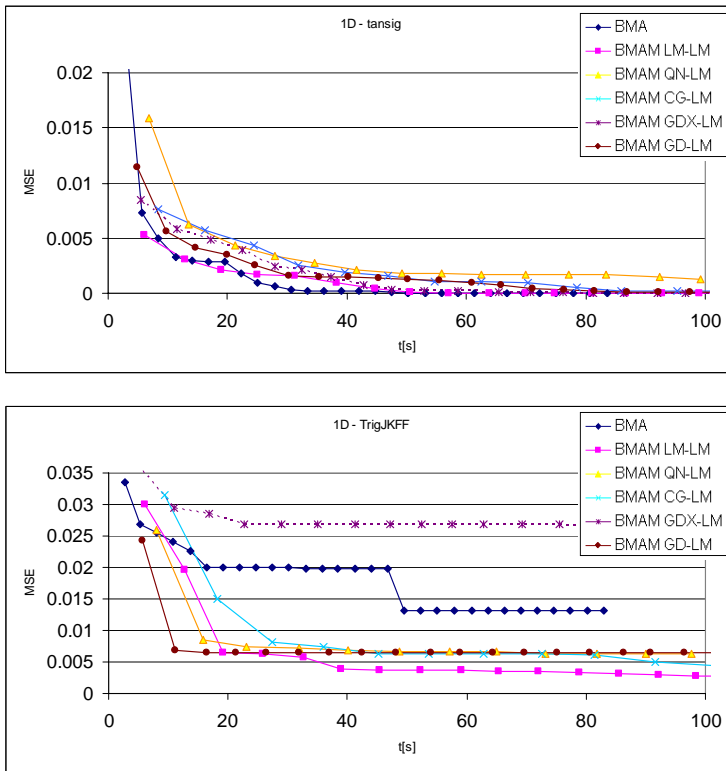 1D - tansig
BMA
BMAM LM-LM
BMAM QN-LM
BMAM CG-LM
BMAM GDX-LM
BMAM GD-LM
0.02
0.015
0.01
0.005
0
MSE
0 20 40 60 80 100
t[s]
1D - TrigJKFF
BMA
BMAM LM-LM
BMAM QN-LM
BMAM CG-LM
BMAM GDX-LM
BMAM GD-LM
0.035
0.03
0.025
0.02
0.015
0.01
0.005
0
MSE
0 20 40 60 80 100
t[s]